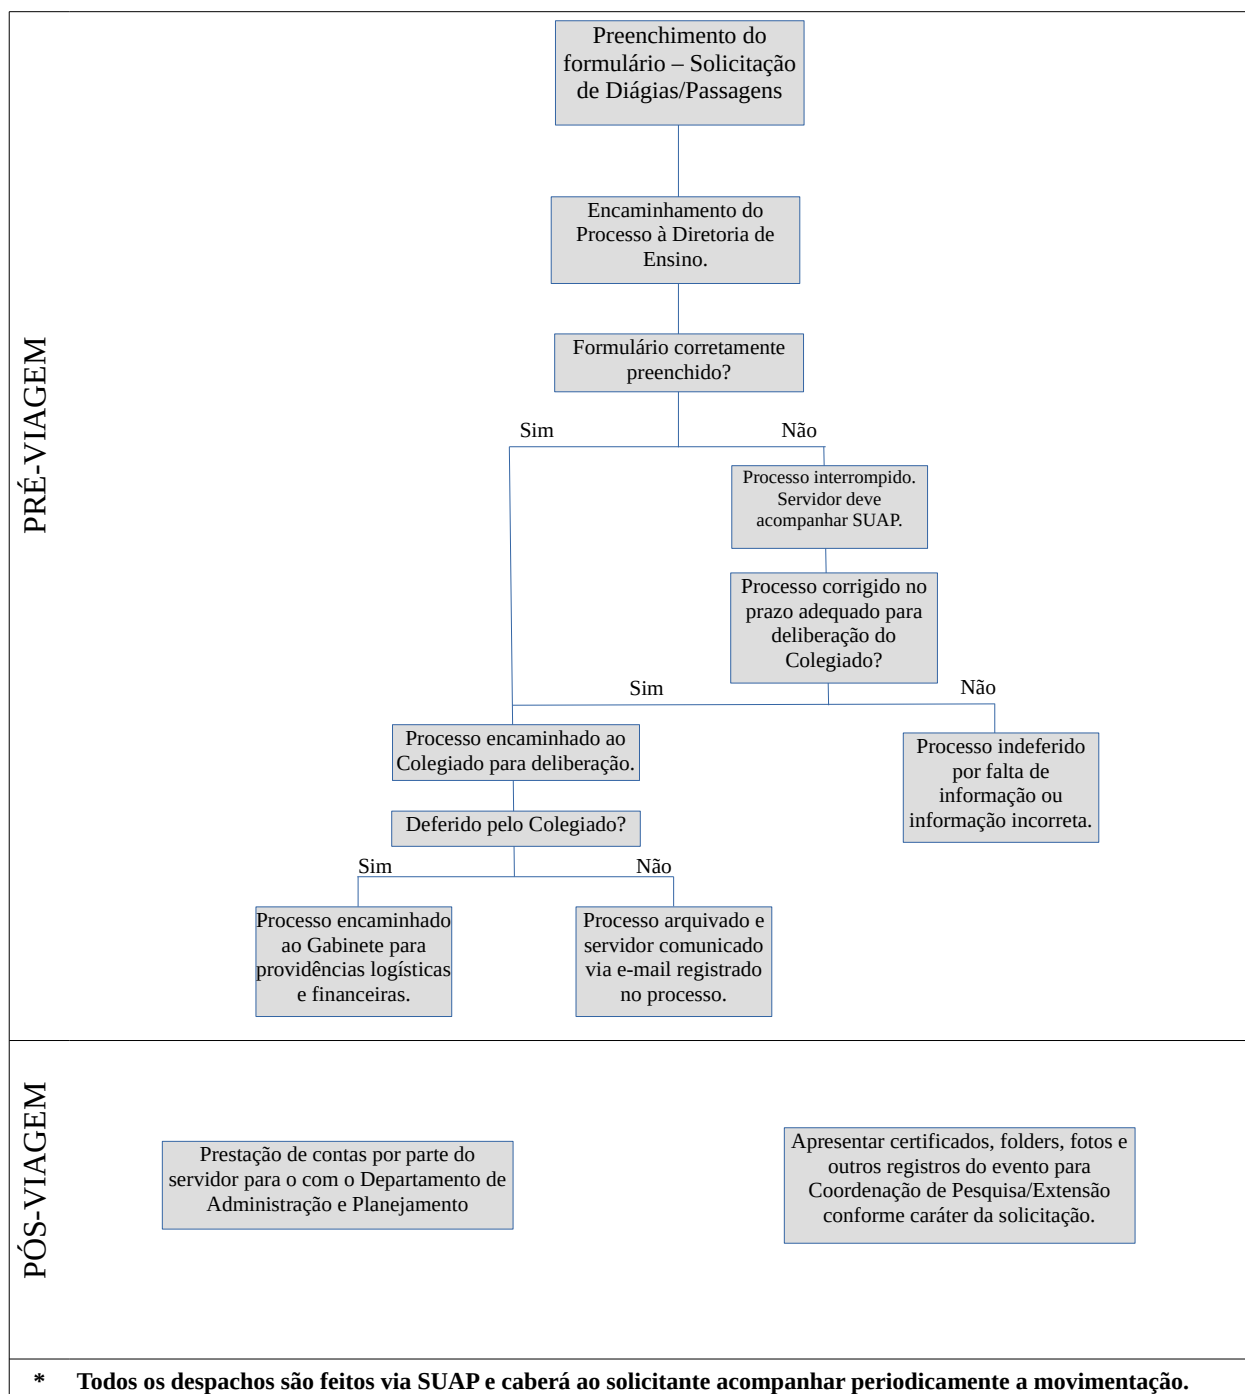 Preenchimento do
formulário – Solicitação
de Diágias/Passagens
Encaminhamento do
Processo à Diretoria de
Ensino.
PRÉ-VIAGEM
Formulário corretamente
preenchido?
Sim
Não
Processo interrompido.
Servidor deve
acompanhar SUAP.
Processo corrigido no
prazo adequado para
deliberação do
Colegiado?
Sim
Não
Processo encaminhado ao
Colegiado para deliberação.
Processo indeferido
por falta de
informação ou
informação incorreta.
Deferido pelo Colegiado?
Sim
Não
Processo encaminhado
ao Gabinete para
providências logísticas
e financeiras.
Processo arquivado e
servidor comunicado
via e-mail registrado
no processo.
PÓS-VIAGEM
Prestação de contas por parte do
servidor para o com o Departamento de
Administração e Planejamento
Apresentar certificados, folders, fotos e
outros registros do evento para
Coordenação de Pesquisa/Extensão
conforme caráter da solicitação.
* Todos os despachos são feitos via SUAP e caberá ao solicitante acompanhar periodicamente a movimentação.